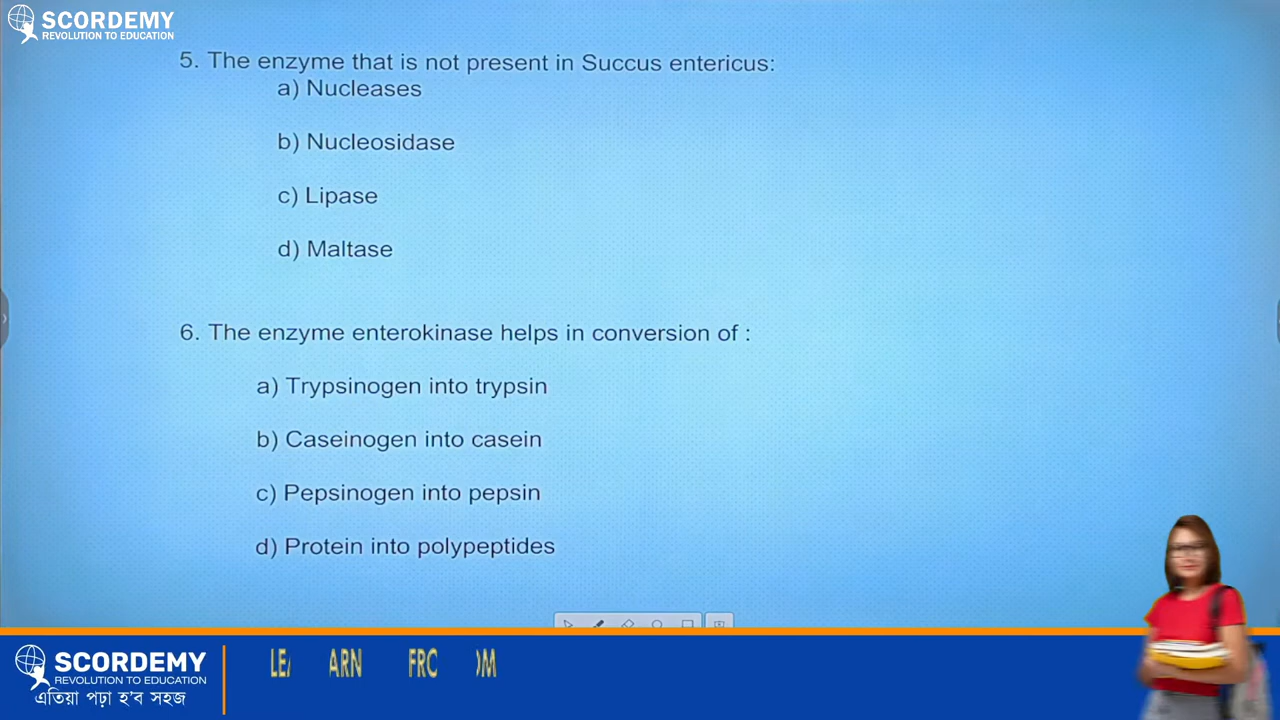 SCORDEMY
REVOLUTION TO EDUCATION
5. The enzyme that is not present in Succus entericus:
a) Nucleases
b) Nucleosidase
c) Lipase
d) Maltase
6. The enzyme enterokinase helps in conversion of :
a) Trypsinogen into trypsin
b) Caseinogen into casein
c) Pepsinogen into pepsin
d) Protein into polypeptides
SCORDEMY
REVOLUTION TO EDUCATION
এতিয়া পঢ়া হ'ব সহজ